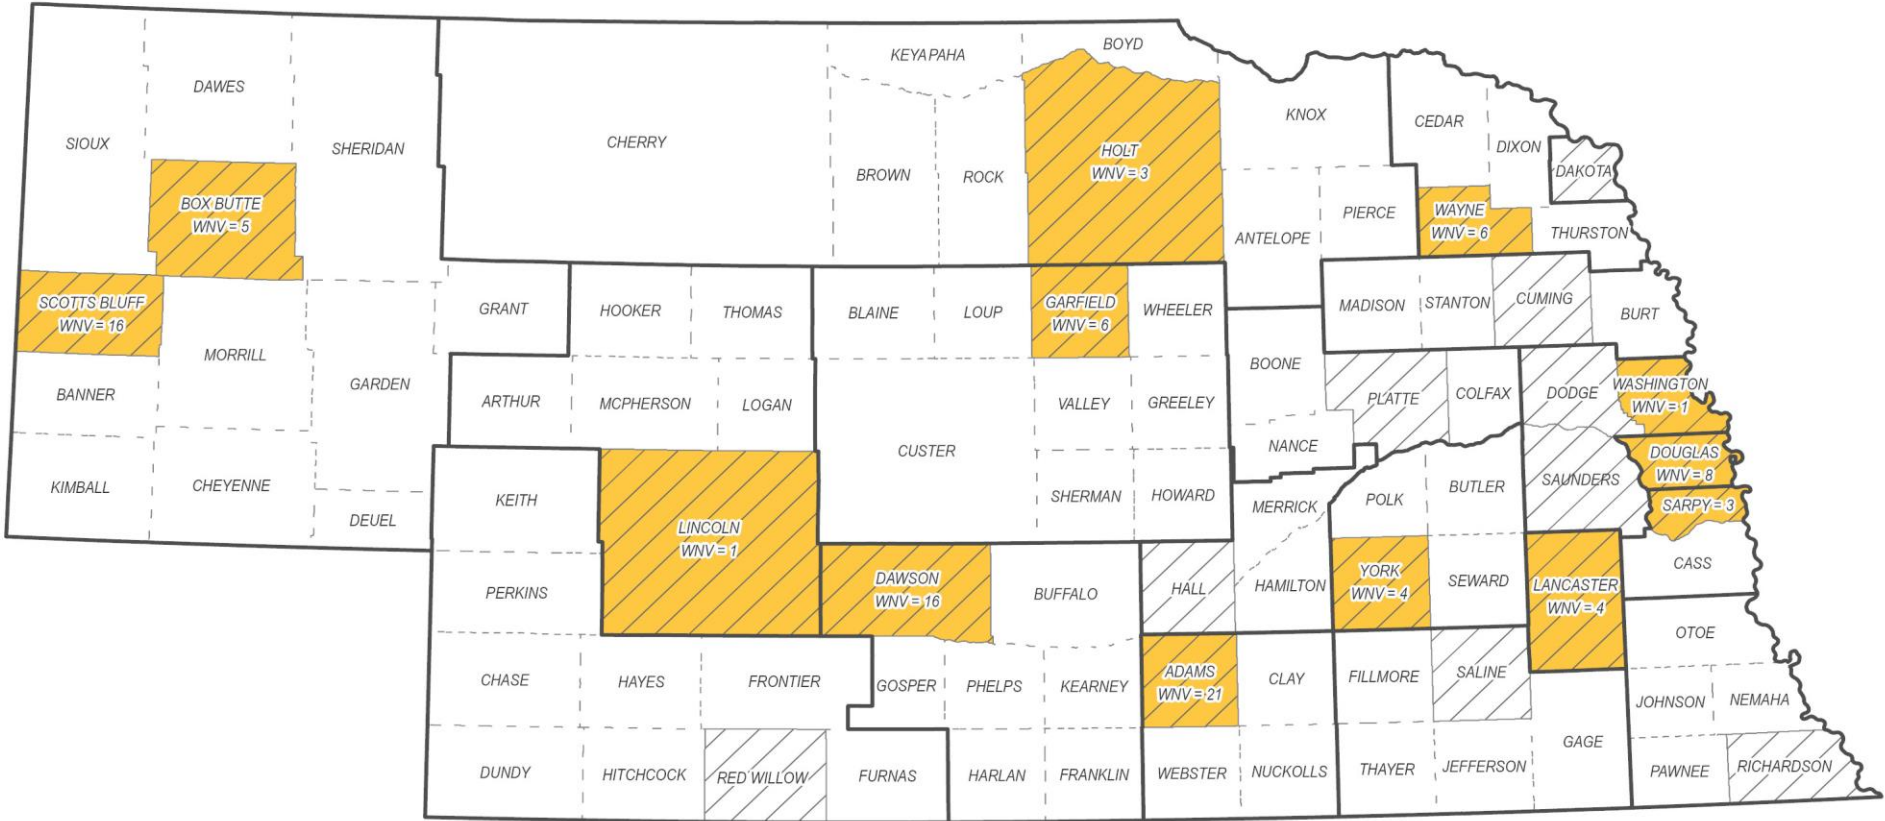 BOYD
KEYA PAHA
DAWES
KNOX
CEDAR
SIOUX
SHERIDAN
CHERRY
HOLT
WNV = 3
DIXON
DAKOTA
BROWN
ROCK
BOX BUTTE
WNV = 5
PIERCE
WAYNE
WNV = 6
ANTELOPE
THURSTON
SCOTTS BLUFF
WNV = 16
GRANT
HOOKER
THOMAS
BLAINE
LOUP
GARFIELD
WNV = 6
WHEELER
MADISON
STANTON
CUMING
BURT
MORRILL
BOONE
BANNER
GARDEN
ARTHUR
MCPHERSON
LOGAN
VALLEY
GREELEY
PLATTE
COLFAX
DODGE
WASHINGTON
WNV = 1
CUSTER
NANCE
KIMBALL
CHEYENNE
DEUEL
KEITH
SHERMAN
HOWARD
MERRICK
POLK
BUTLER
SAUNDERS
DOUGLAS
WNV = 8
SARPY = 3
LINCOLN
WNV = 1
PERKINS
DAWSON
WNV = 16
BUFFALO
HALL
HAMILTON
YORK
WNV = 4
SEWARD
LANCASTER
WNV = 4
CASS
OTOE
CHASE
HAYES
FRONTIER
GOSPER
PHELPS
KEARNEY
ADAMS
WNV = 21
CLAY
FILLMORE
SALINE
JOHNSON
NEMAHA
DUNDY
HITCHCOCK
RED WILLOW
FURNAS
HARLAN
FRANKLIN
WEBSTER
NUCKOLLS
THAYER
JEFFERSON
GAGE
PAWNEE
RICHARDSON